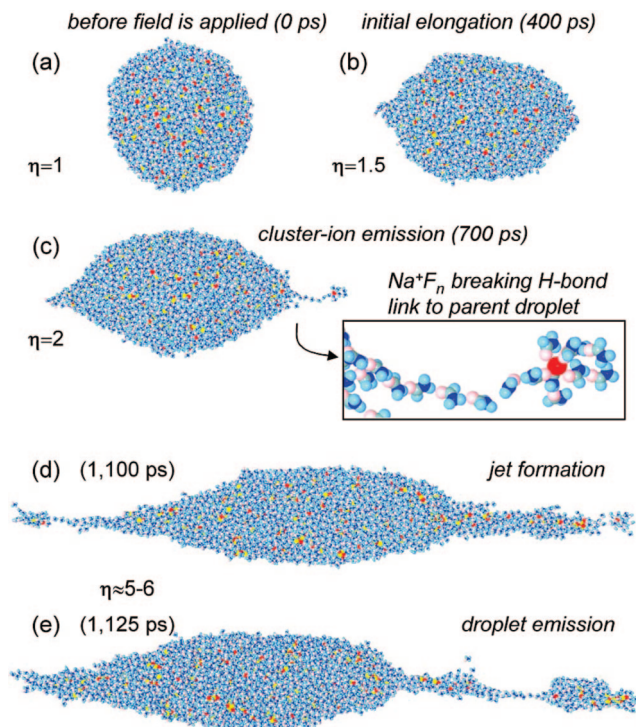 before field is applied (0 ps)
initial elongation (400 ps)
(a)
(b)
η=1
η=1.5
(c)
cluster-ion emission (700 ps)
Na⁺Fₙ breaking H-bond
link to parent droplet
η=2
(d) (1,100 ps)
jet formation
η≈5-6
(e) (1,125 ps)
droplet emission